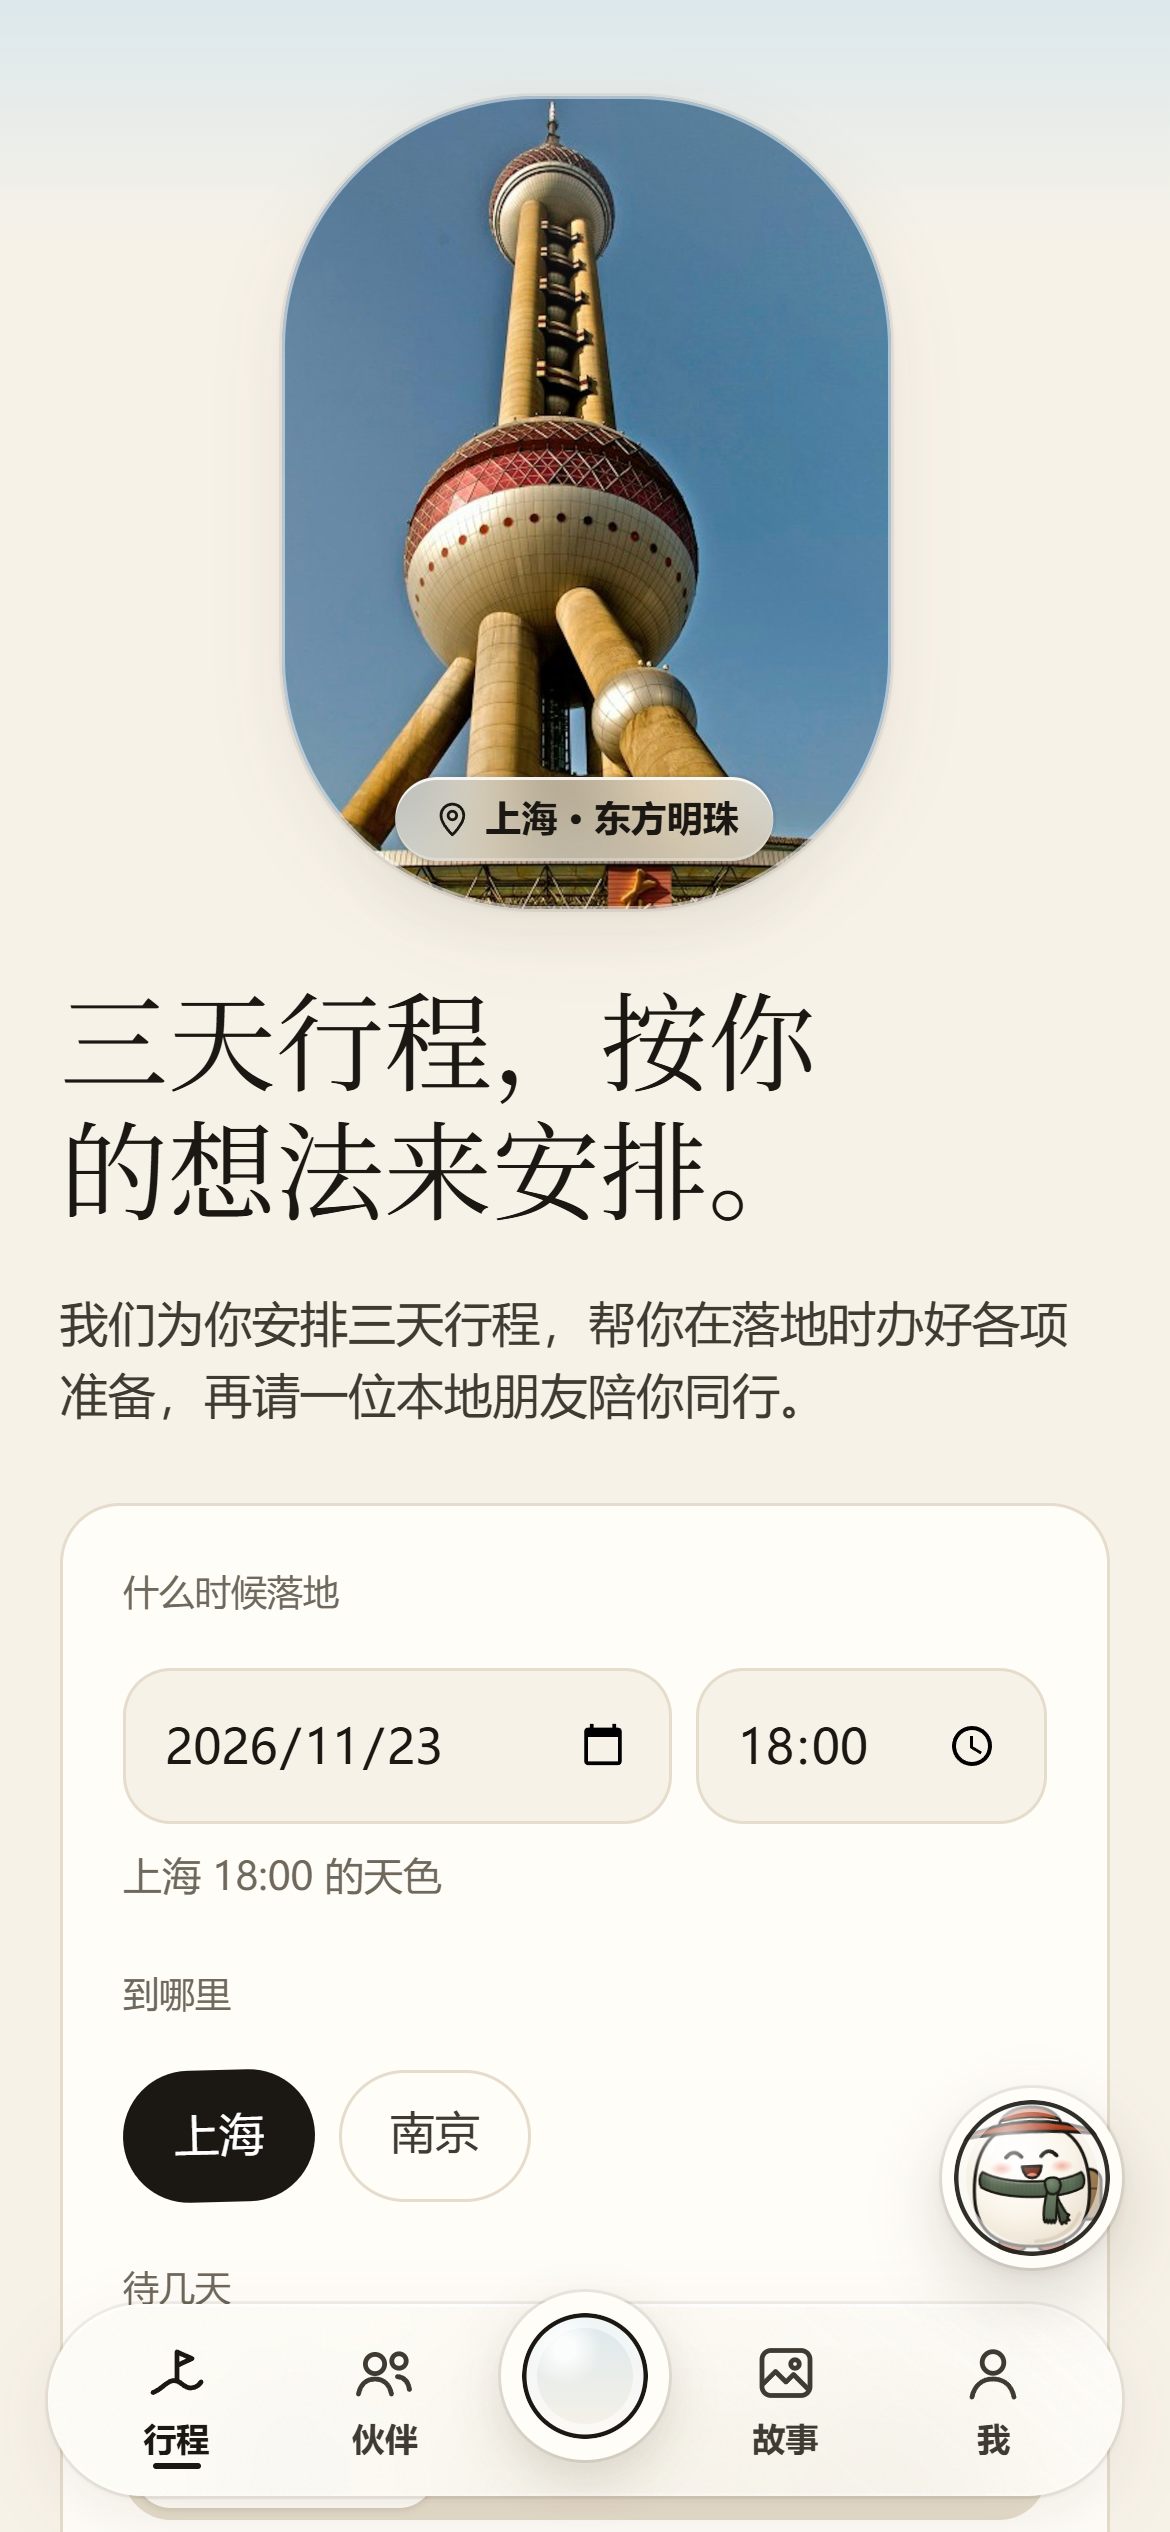 上海·东方明珠
三天行程，按你
的想法来安排。
我们为你安排三天行程，帮你在落地时办好各项
准备，再请一位本地朋友陪你同行。
什么时候落地
2026/11/23
18:00
上海 18:00 的天色
到哪里
上海
南京
待几天
行程
伙伴
故事
我